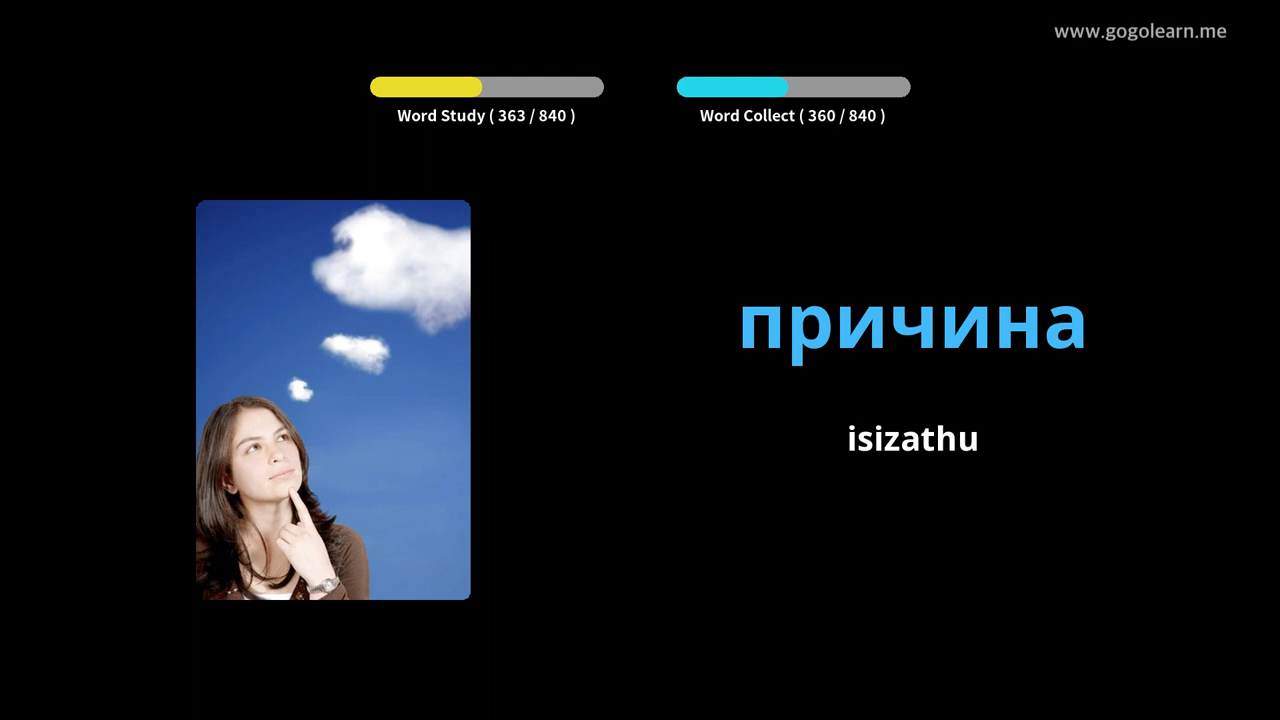 www.gogolearn.me
Word Study ( 363 / 840 )
Word Collect ( 360 / 840 )
причина
isizathu